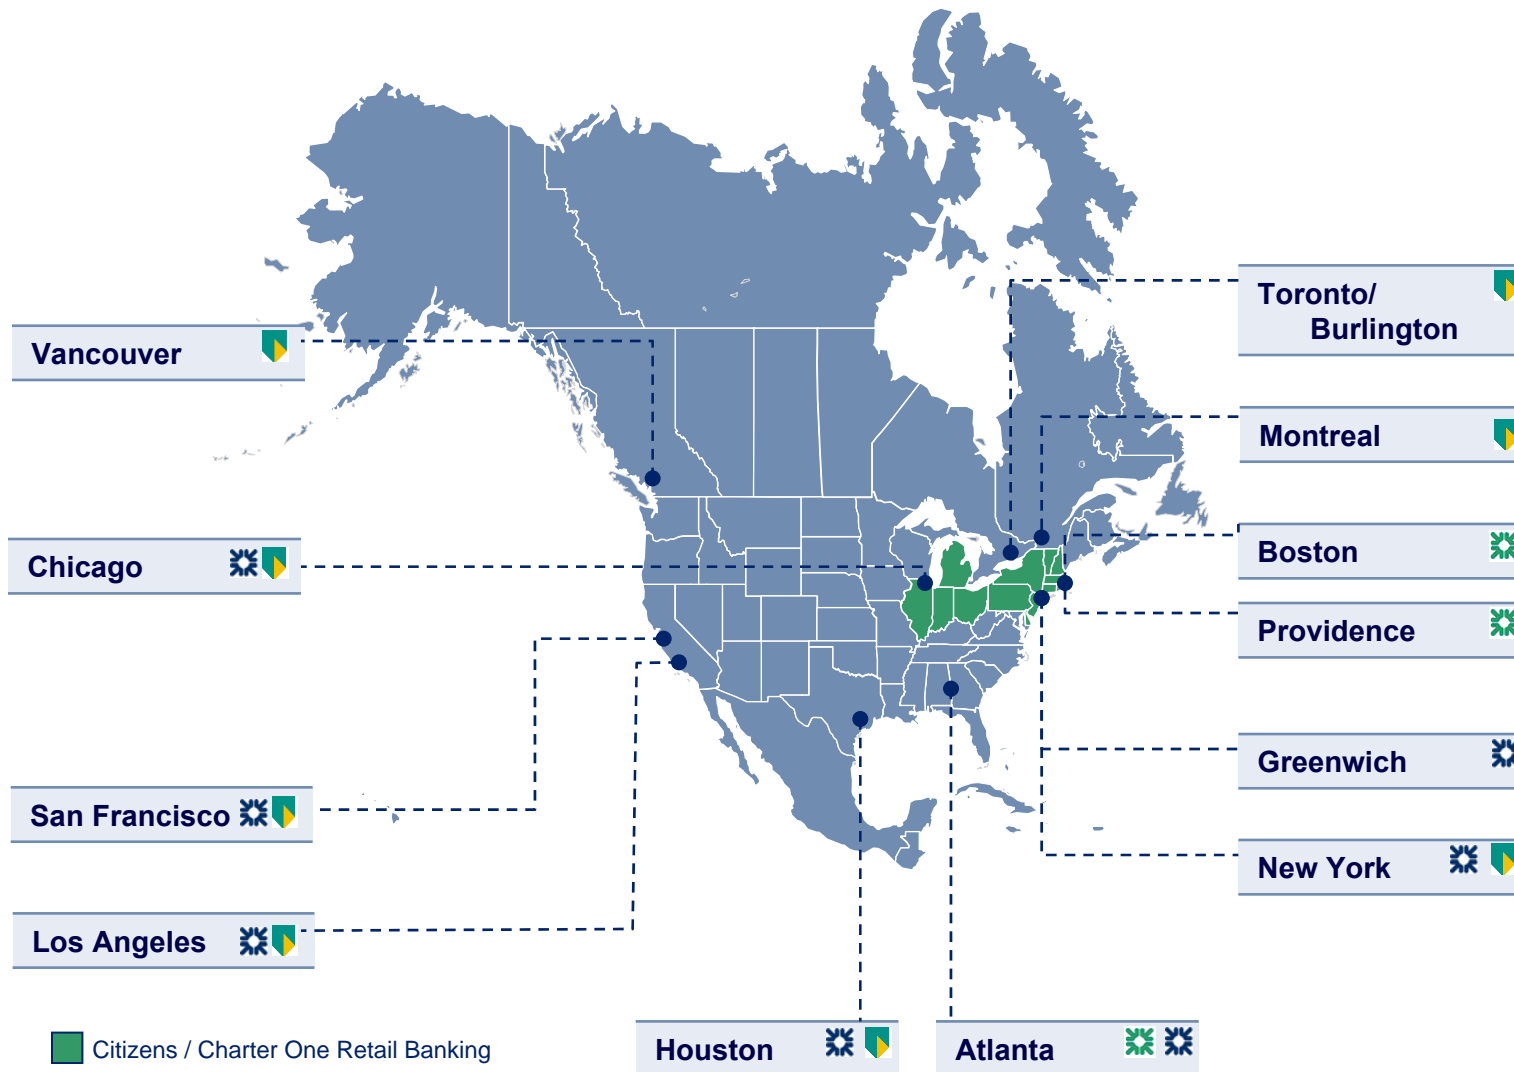 Toronto/
Burlington
Vancouver
Montreal
Chicago
Boston
Providence
Greenwich
San Francisco
New York
Los Angeles
Houston
Atlanta
Citizens / Charter One Retail Banking